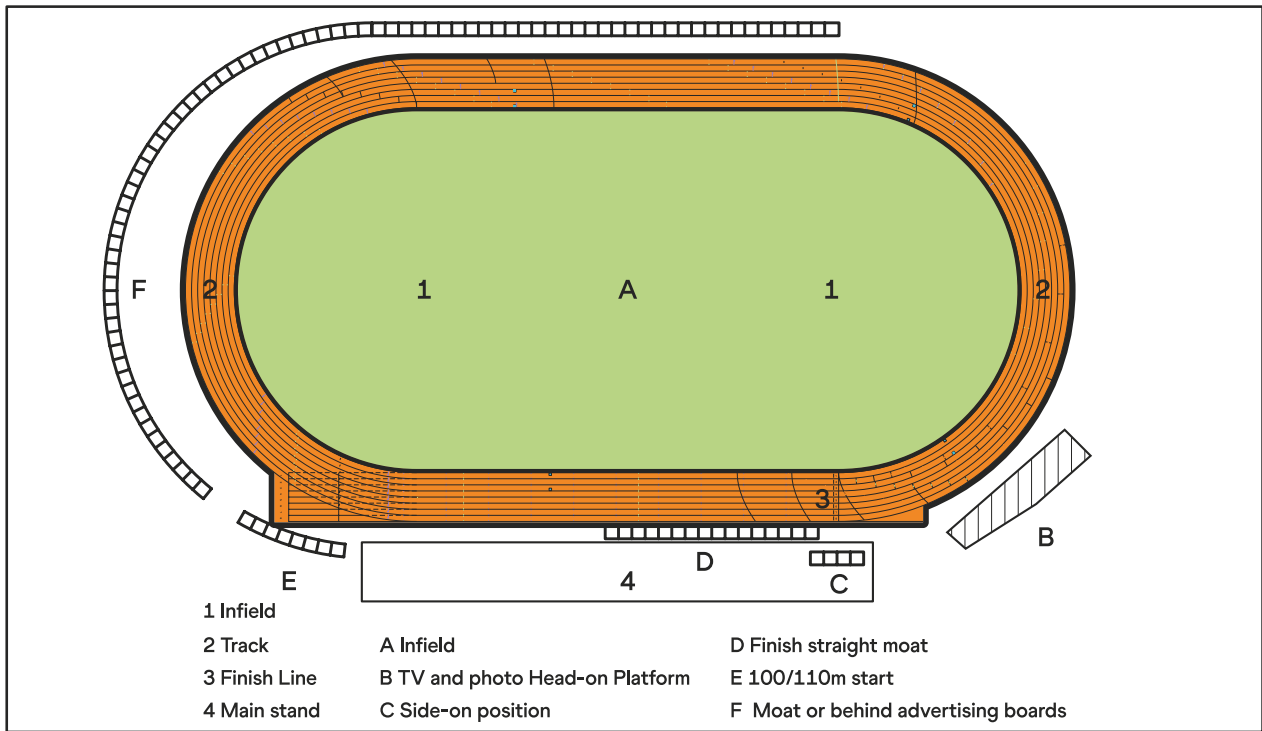 F
2
1
A
1
2
3
B
D
C
E
4
1 Infield
2 Track
A Infield
D Finish straight moat
3 Finish Line
B TV and photo Head-on Platform
E 100/110m start
4 Main stand
C Side-on position
F Moat or behind advertising boards